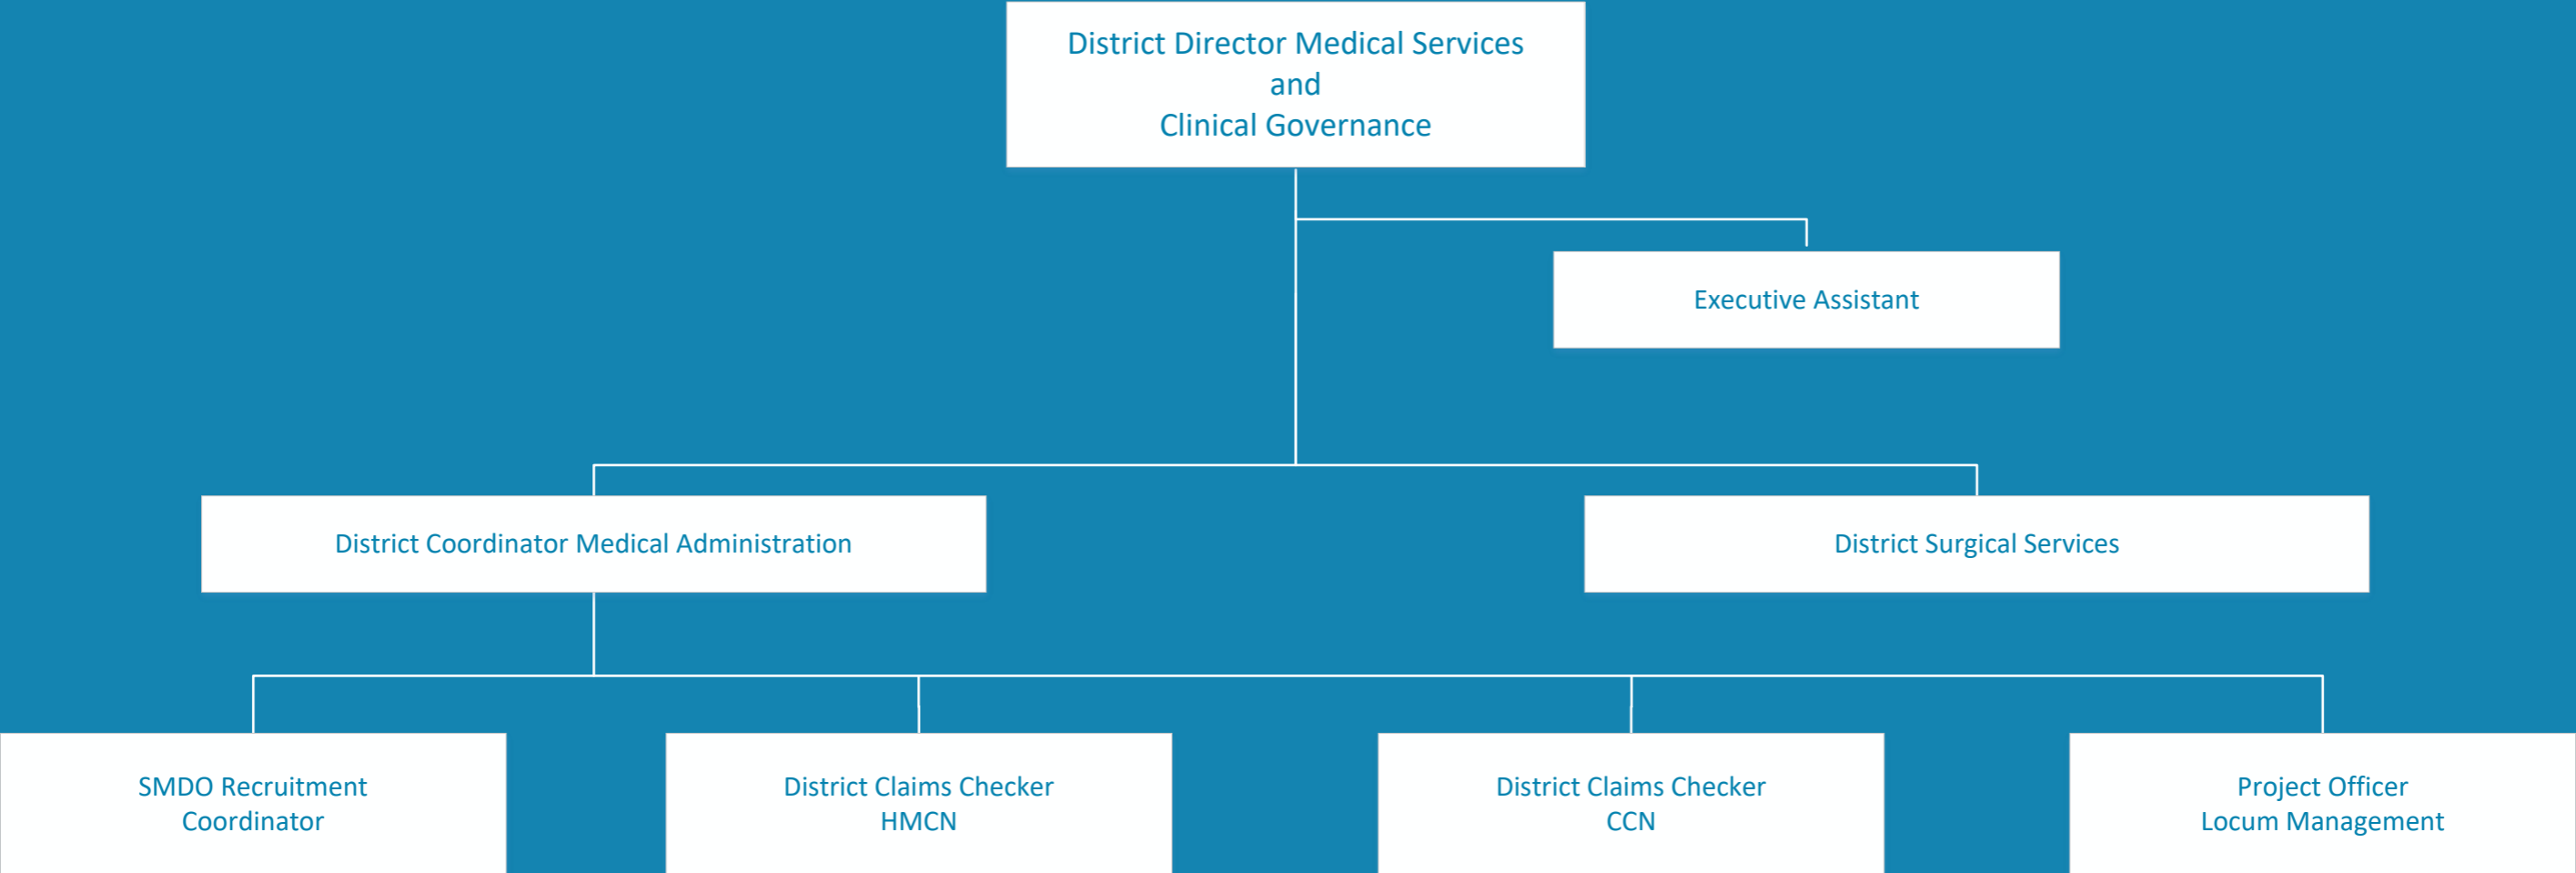 District Director Medical Services
and
Clinical Governance
Executive Assistant
District Coordinator Medical Administration
District Surgical Services
SMDO Recruitment
Coordinator
District Claims Checker
HMCN
District Claims Checker
CCN
Project Officer
Locum Management